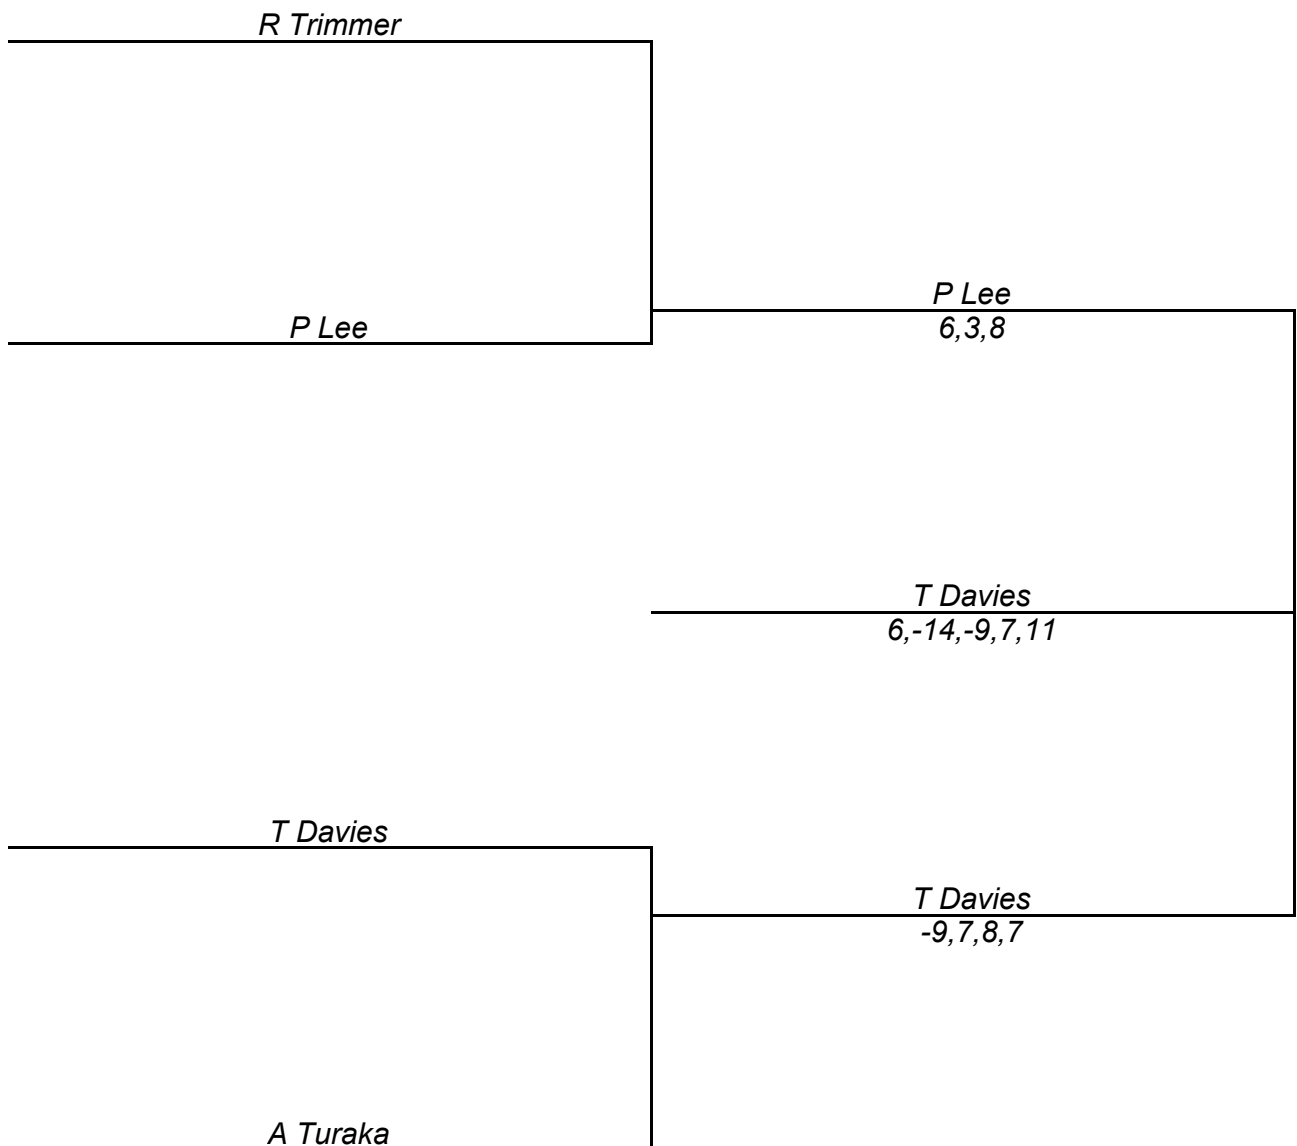 R Trimmer
P Lee
6,3,8
P Lee
T Davies
6,-14,-9,7,11
T Davies
T Davies
-9,7,8,7
A Turaka